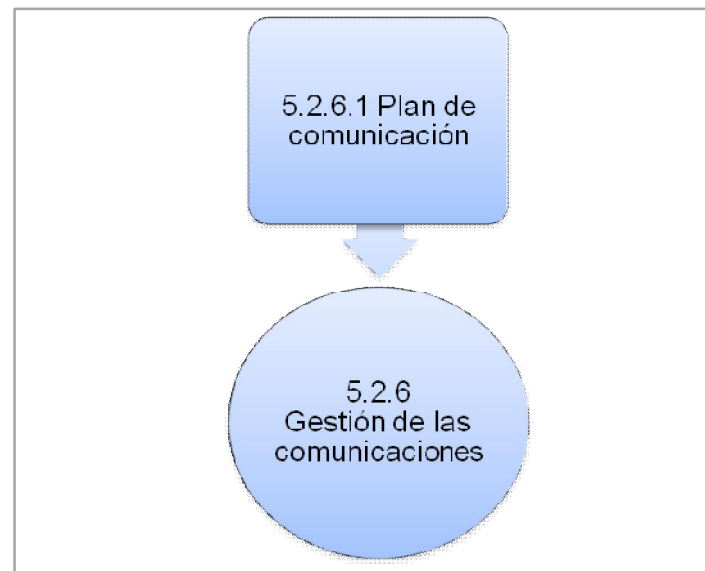 5.2.6.1 Plan de
comunicación
5.2.6
Gestión de las
comunicaciones